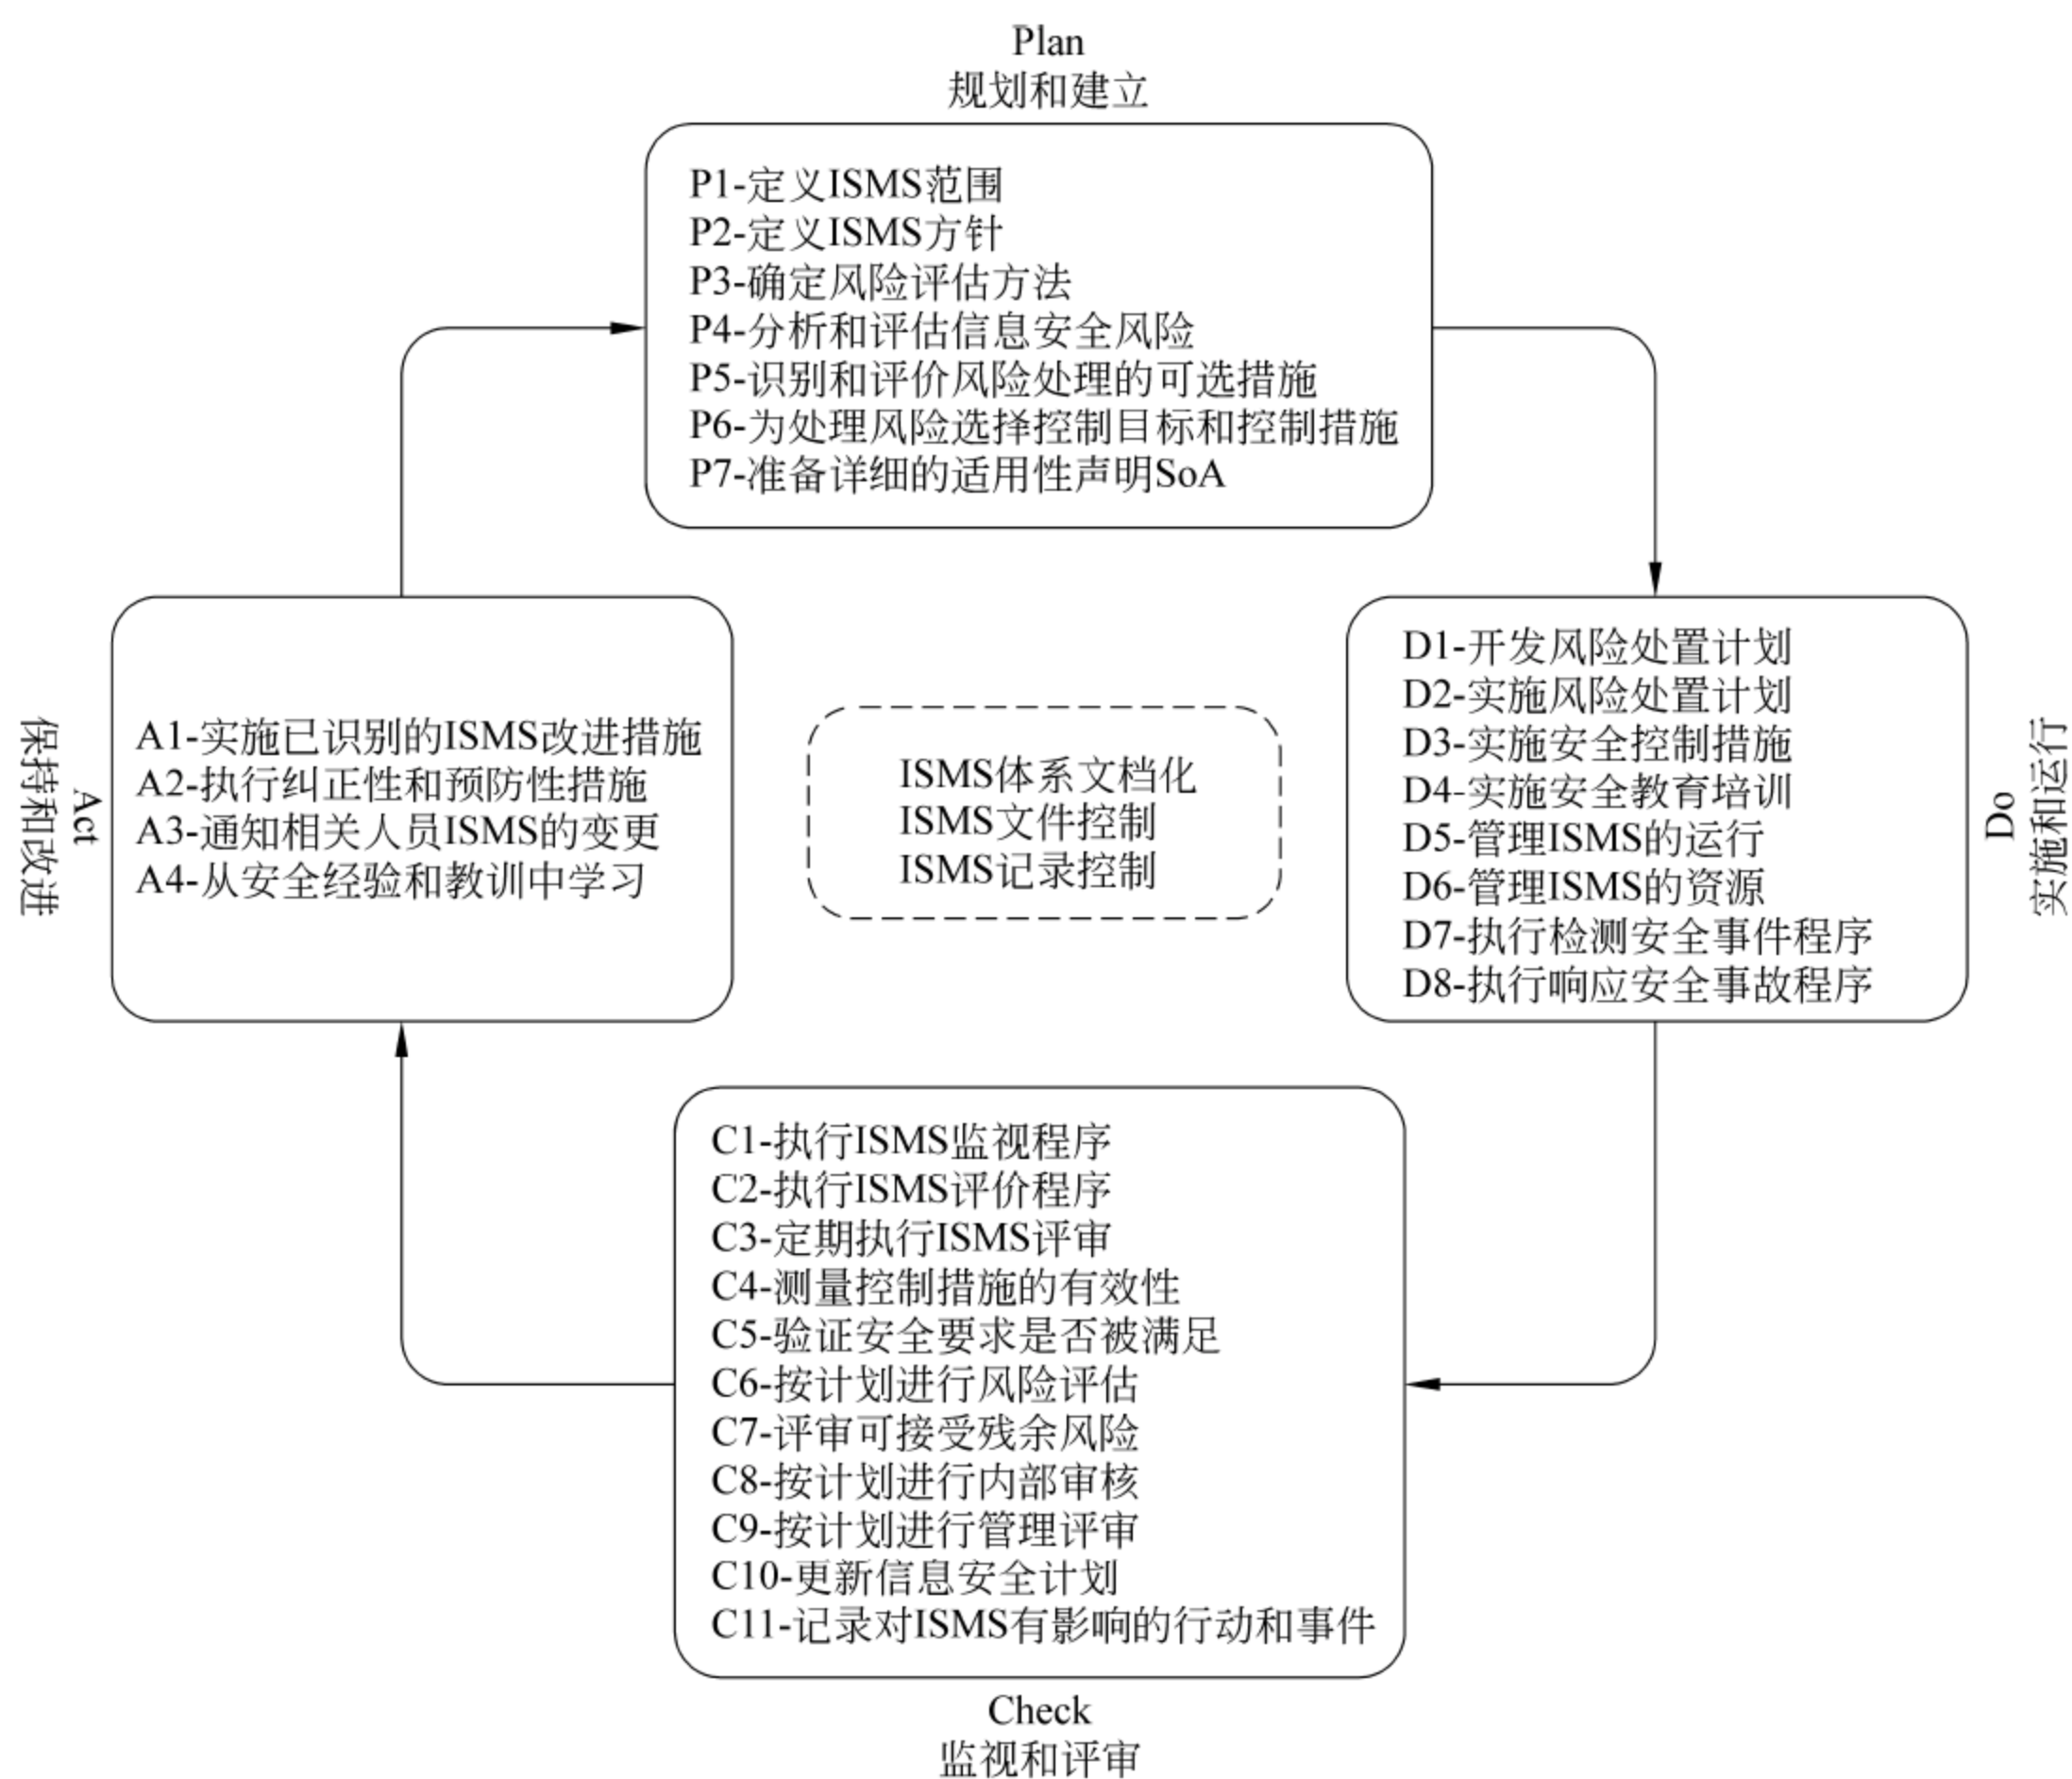 Plan
规划和建立
P1-定义ISMS范围
P2-定义ISMS方针
P3-确定风险评估方法
P4-分析和评估信息安全风险
P5-识别和评价风险处理的可选措施
P6-为处理风险选择控制目标和控制措施
P7-准备详细的适用性声明SoA
Do
实施和运行
D1-开发风险处置计划
D2-实施风险处置计划
D3-实施安全控制措施
D4-实施安全教育培训
D5-管理ISMS的运行
D6-管理ISMS的资源
D7-执行检测安全事件程序
D8-执行响应安全事故程序
C1-执行ISMS监视程序
C2-执行ISMS评价程序
C3-定期执行ISMS评审
C4-测量控制措施的有效性
C5-验证安全要求是否被满足
C6-按计划进行风险评估
C7-评审可接受残余风险
C8-按计划进行内部审核
C9-按计划进行管理评审
C10-更新信息安全计划
C11-记录对ISMS有影响的行动和事件
Check
监视和评审
Act
保持和改进
A1-实施已识别的ISMS改进措施
A2-执行纠正性和预防性措施
A3-通知相关人员ISMS的变更
A4-从安全经验和教训中学习
ISMS体系文档化
ISMS文件控制
ISMS记录控制